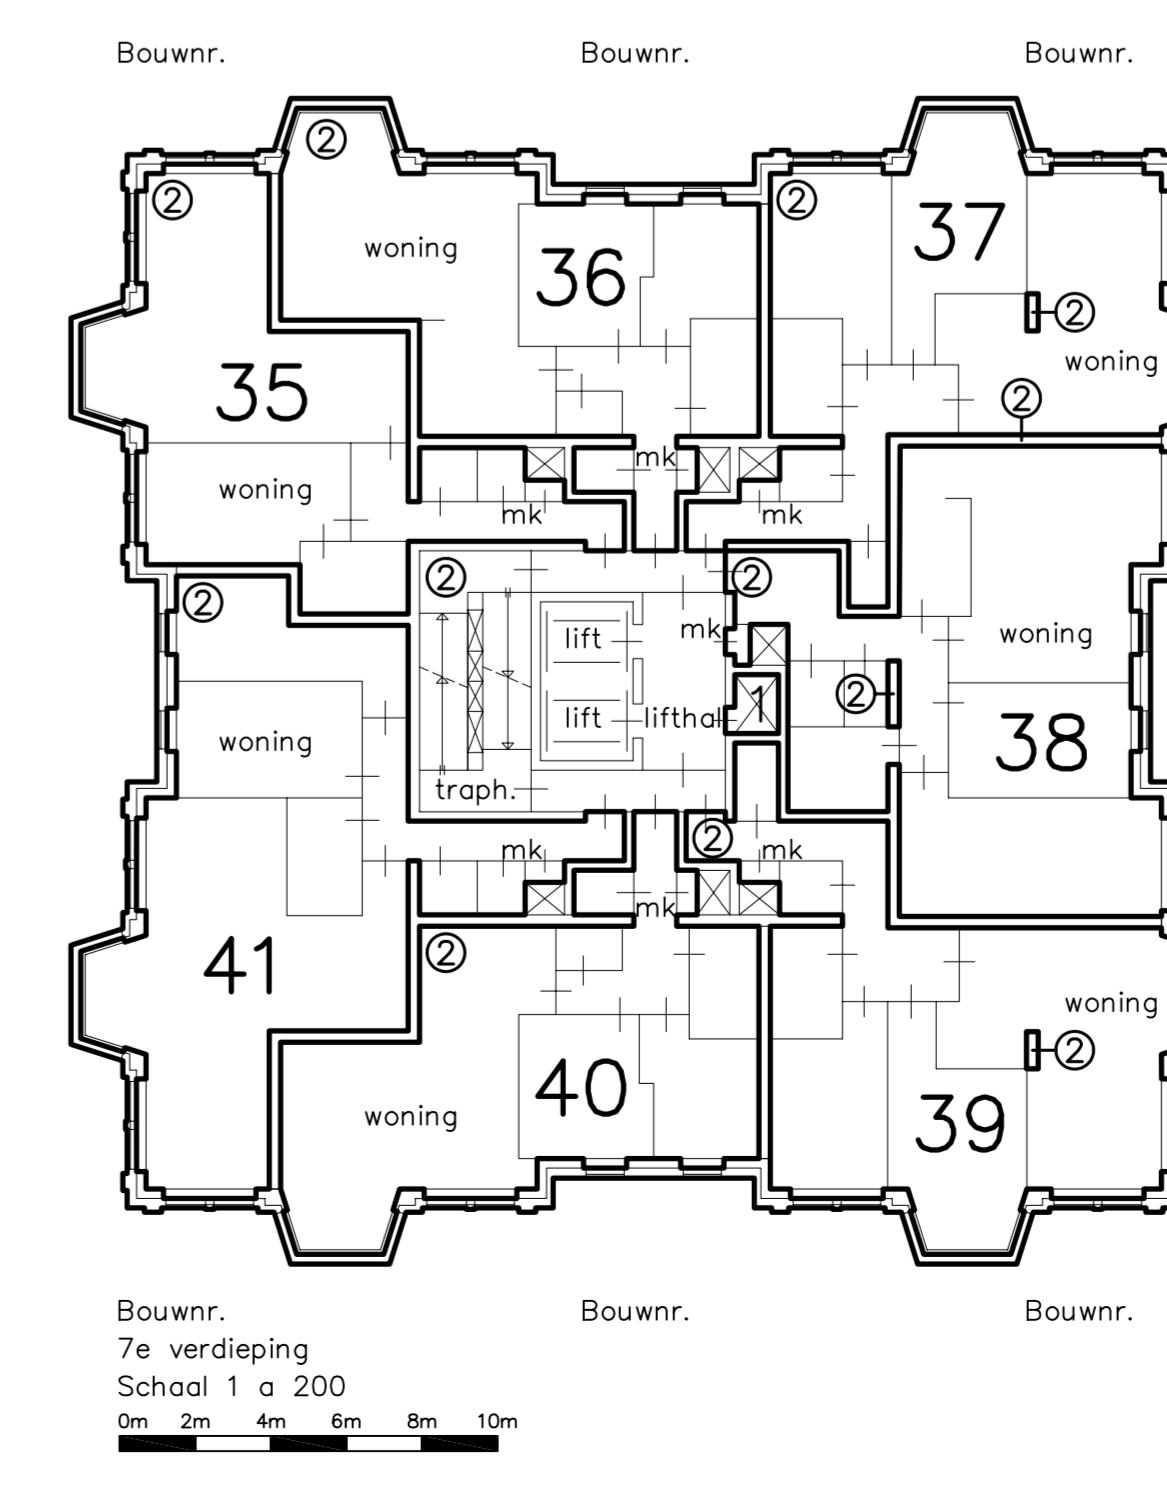 Bouwnr. Bouwnr. Bouwnr.
2
2 2
37
woning 36
2
35 woning
2
mk
woning
mk mk
2 2
2
lift mk woning
2
lift lifthal 1
woning 38
traph.
2
mk mk
mk
2
41
woning
2
40
woning 39
Bouwnr. Bouwnr. Bouwnr.
7e verdieping
Schaal 1 a 200
0m 2m 4m 6m 8m 10m